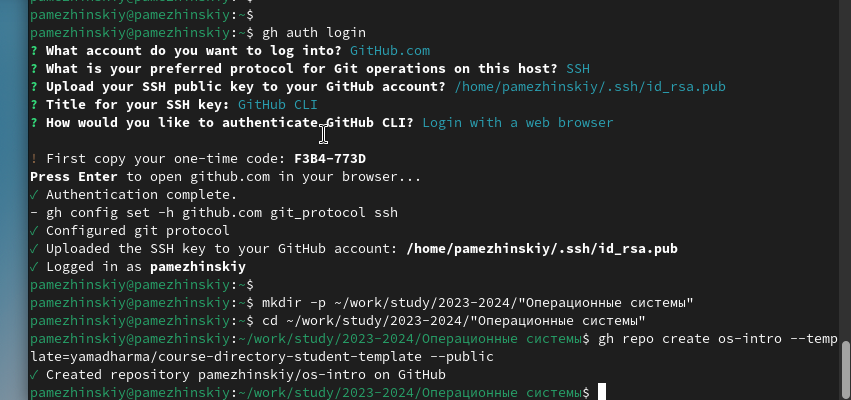 pamezhinskiy@pamezhinskiy:~$
pamezhinskiy@pamezhinskiy:~$
pamezhinskiy@pamezhinskiy:~$ gh auth login
? What account do you want to log into? GitHub.com
? What is your preferred protocol for Git operations on this host? SSH
? Upload your SSH public key to your GitHub account? /home/pamezhinskiy/.ssh/id_rsa.pub
? Title for your SSH key: GitHub CLI
? How would you like to authenticate GitHub CLI? Login with a web browser
! First copy your one-time code: F3B4-773D
Press Enter to open github.com in your browser...
✓ Authentication complete.
- gh config set -h github.com git_protocol ssh
✓ Configured git protocol
✓ Uploaded the SSH key to your GitHub account: /home/pamezhinskiy/.ssh/id_rsa.pub
✓ Logged in as pamezhinskiy
pamezhinskiy@pamezhinskiy:~$
pamezhinskiy@pamezhinskiy:~$ mkdir -p ~/work/study/2023-2024/"Операционные системы"
pamezhinskiy@pamezhinskiy:~$ cd ~/work/study/2023-2024/"Операционные системы"
pamezhinskiy@pamezhinskiy:~/work/study/2023-2024/Операционные системы$ gh repo create os-intro --temp
late=yamadharma/course-directory-student-template --public
✓ Created repository pamezhinskiy/os-intro on GitHub
pamezhinskiy@pamezhinskiy:~/work/study/2023-2024/Операционные системы$